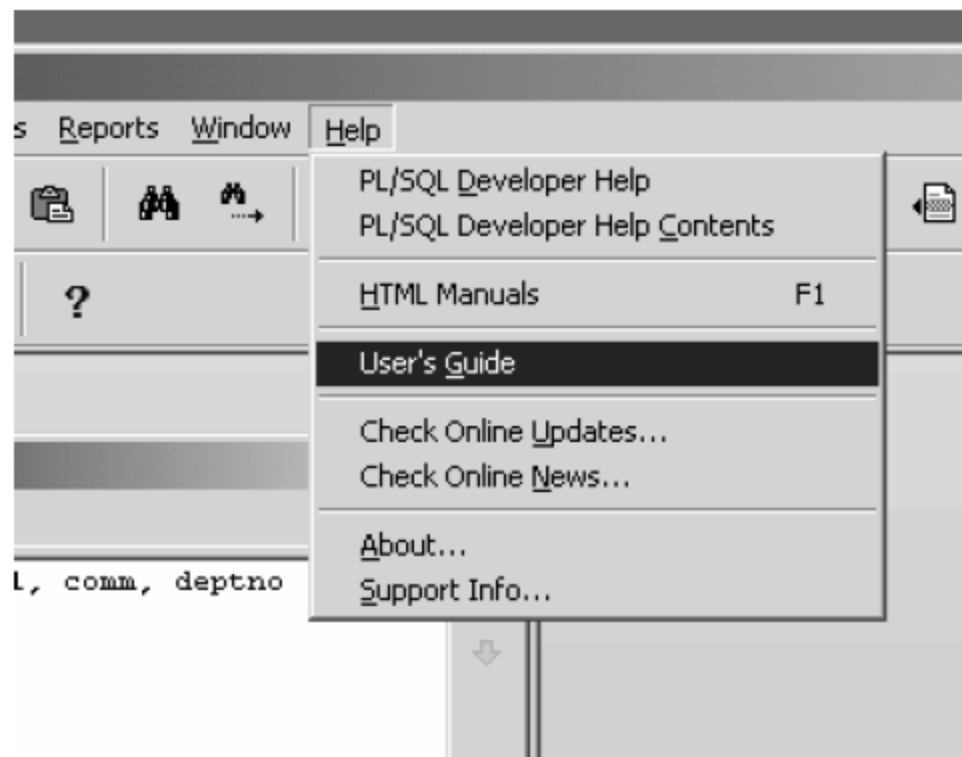 s Reports Window Help
PL/SQL Developer Help
PL/SQL Developer Help Contents
HTML Manuals F1
?
User's Guide
Check Online Updates...
Check Online News...
About...
l, comm, deptno
Support Info...